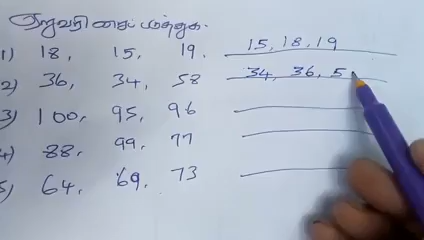 ஏறுவரிசைப்படுத்துக.
1) 18, 15, 19. 15, 18, 19
2) 36, 34, 58 34, 36, 5
3) 100, 95, 96
4) 88, 99, 77
5) 64, 69, 73